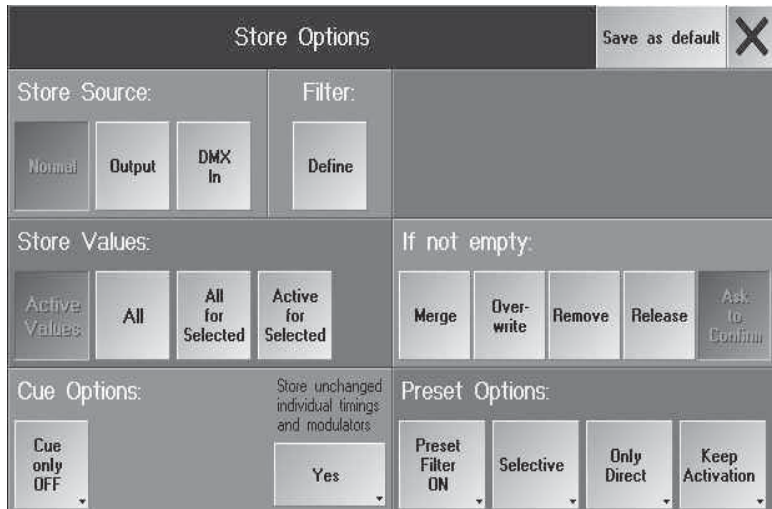 Store Options
Save as default
Store Source:
Filter:
Normal
Output
DMX
In
Define
Store Values:
If not empty:
Active
Values
All
All
for
Selected
Active
for
Selected
Merge
Over-
write
Remove
Release
Ask
to
Confirm
Cue Options:
Store unchanged
individual timings
and modulators
Preset Options:
Cue
only
OFF
Yes
Preset
Filter
ON
Selective
Only
Direct
Keep
Activation